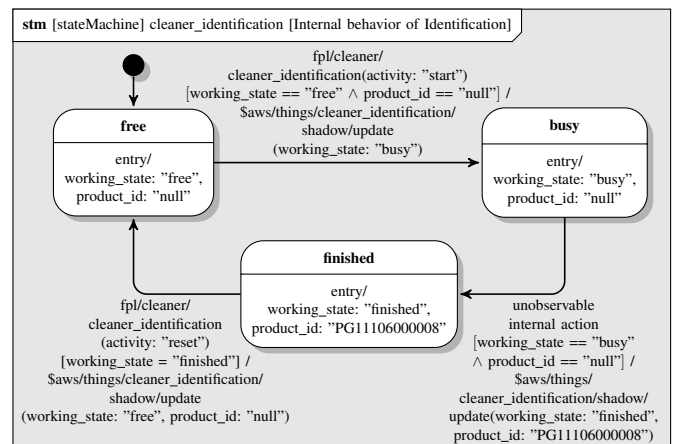 stm [stateMachine] cleaner_identification [Internal behavior of Identification]
fpl/cleaner/
cleaner_identification(activity: ”start”)
[working_state == ”free” ∧ product_id == ”null”] /
$aws/things/cleaner_identification/
shadow/update
(working_state: ”busy”)
free
entry/
working_state: ”free”,
product_id: ”null”
busy
entry/
working_state: ”busy”,
product_id: ”null”
finished
entry/
working_state: ”finished”,
product_id: ”PG11106000008”
fpl/cleaner/
cleaner_identification
(activity: ”reset”)
[working_state = ”finished”] /
$aws/things/cleaner_identification/
shadow/update
(working_state: ”free”, product_id: ”null”)
unobservable
internal action
[working_state == ”busy”
∧ product_id == ”null”] /
$aws/things/
cleaner_identification/shadow/
update(working_state: ”finished”,
product_id: ”PG11106000008”)